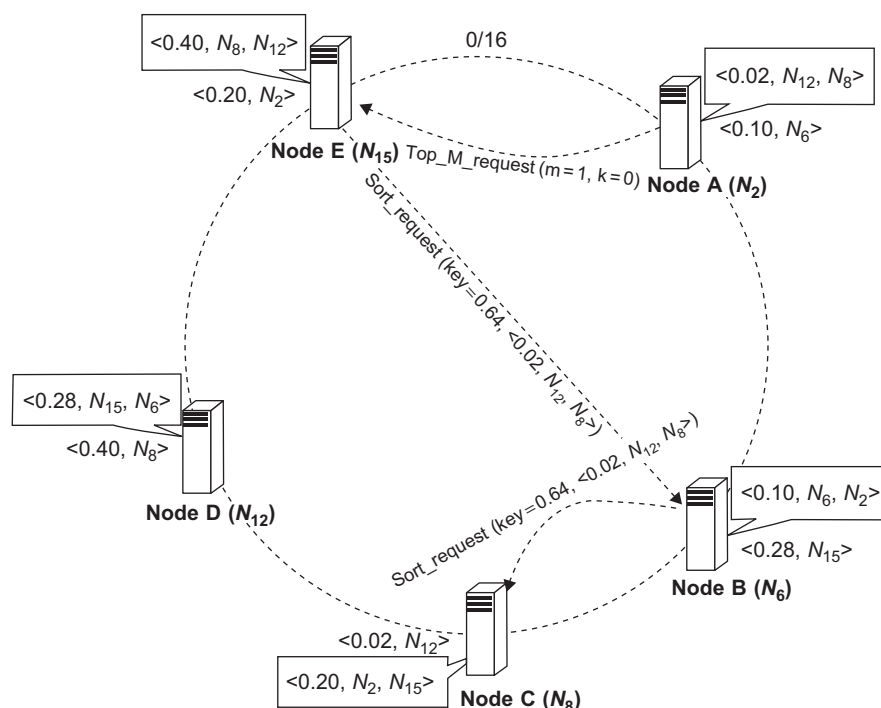 0/16
<0.40, N8, N12>
<0.20, N2>
Node E (N15)
<0.02, N12, N8>
<0.10, N6>
Node A (N2)
Top_M_request (m=1, k=0)
Sort_request (key=0.64, <0.02, N12, N8>)
<0.28, N15, N6>
<0.40, N8>
Node D (N12)
Sort_request (key=0.64, <0.02, N12, N8>)
<0.10, N6, N2>
<0.28, N15>
Node B (N6)
<0.02, N12>
<0.20, N2, N15>
Node C (N8)